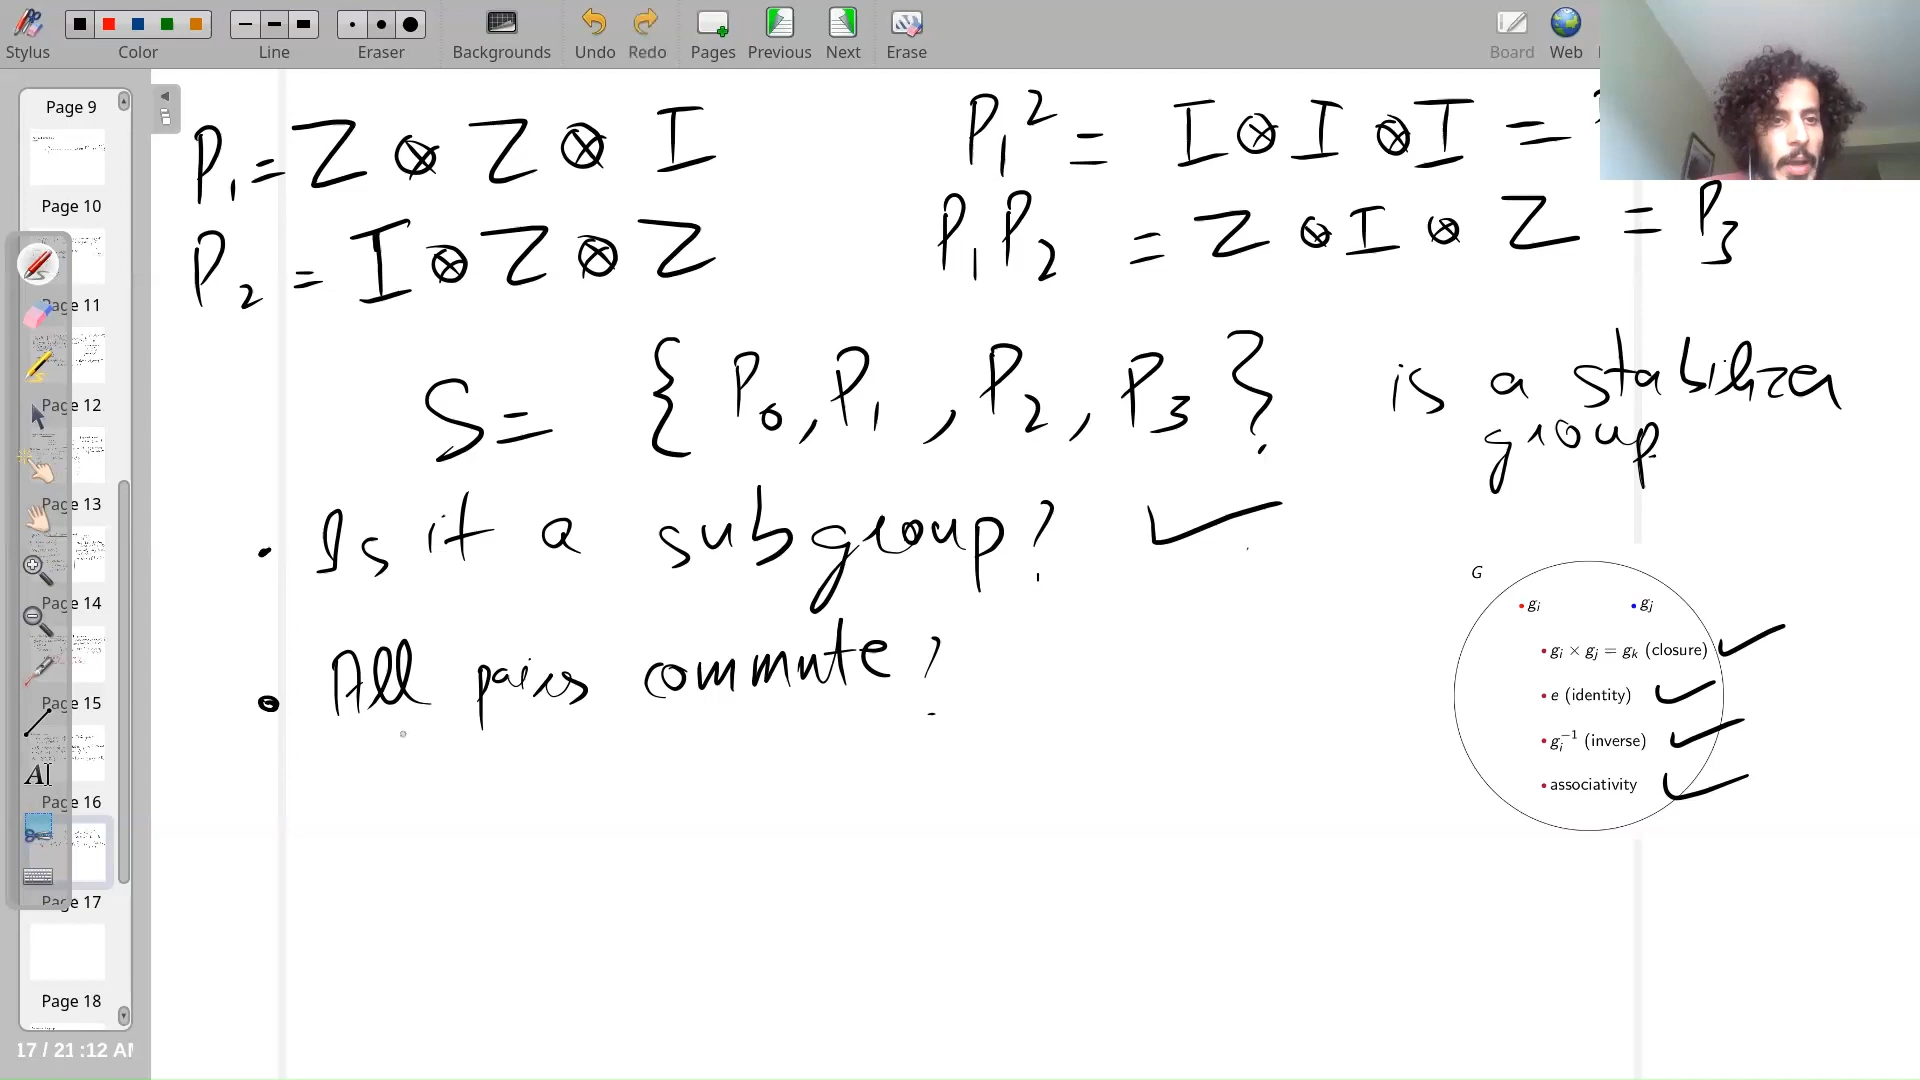 Stylus Color Line Eraser Backgrounds Undo Redo Pages Previous Next Erase Board Web
Page 9
Page 10
Page 11
Page 12
Page 13
Page 14
Page 15
Page 16
Page 17
Page 18
17 / 21
P₁ = Z ⊗ Z ⊗ I
P₁² = I ⊗ I ⊗ I =
P₂ = I ⊗ Z ⊗ Z
P₁P₂ = Z ⊗ I ⊗ Z = P₃
S = { P₀, P₁, P₂, P₃ } is a stabilizer
group.
• Is it a subgroup? ✓
• All pairs commute?
G
• gᵢ • gⱼ
• gᵢ × gⱼ = gₖ (closure) ✓
• e (identity) ✓
• gᵢ⁻¹ (inverse) ✓
• associativity ✓